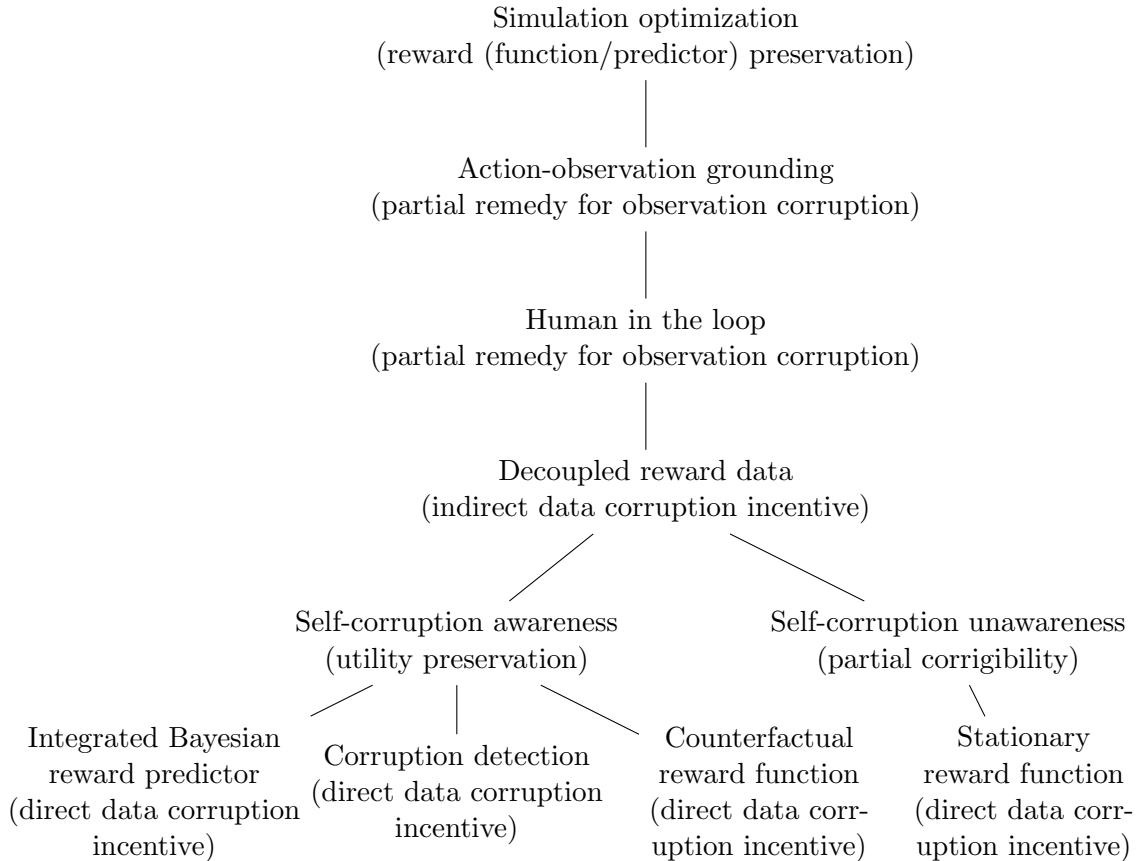 Simulation optimization
(reward (function/predictor) preservation)
Action-observation grounding
(partial remedy for observation corruption)
Human in the loop
(partial remedy for observation corruption)
Decoupled reward data
(indirect data corruption incentive)
Self-corruption awareness
(utility preservation)
Self-corruption unawareness
(partial corrigibility)
Integrated Bayesian
reward predictor
(direct data corruption
incentive)
Corruption detection
(direct data corruption
incentive)
Counterfactual
reward function
(direct data corr-
uption incentive)
Stationary
reward function
(direct data corr-
uption incentive)